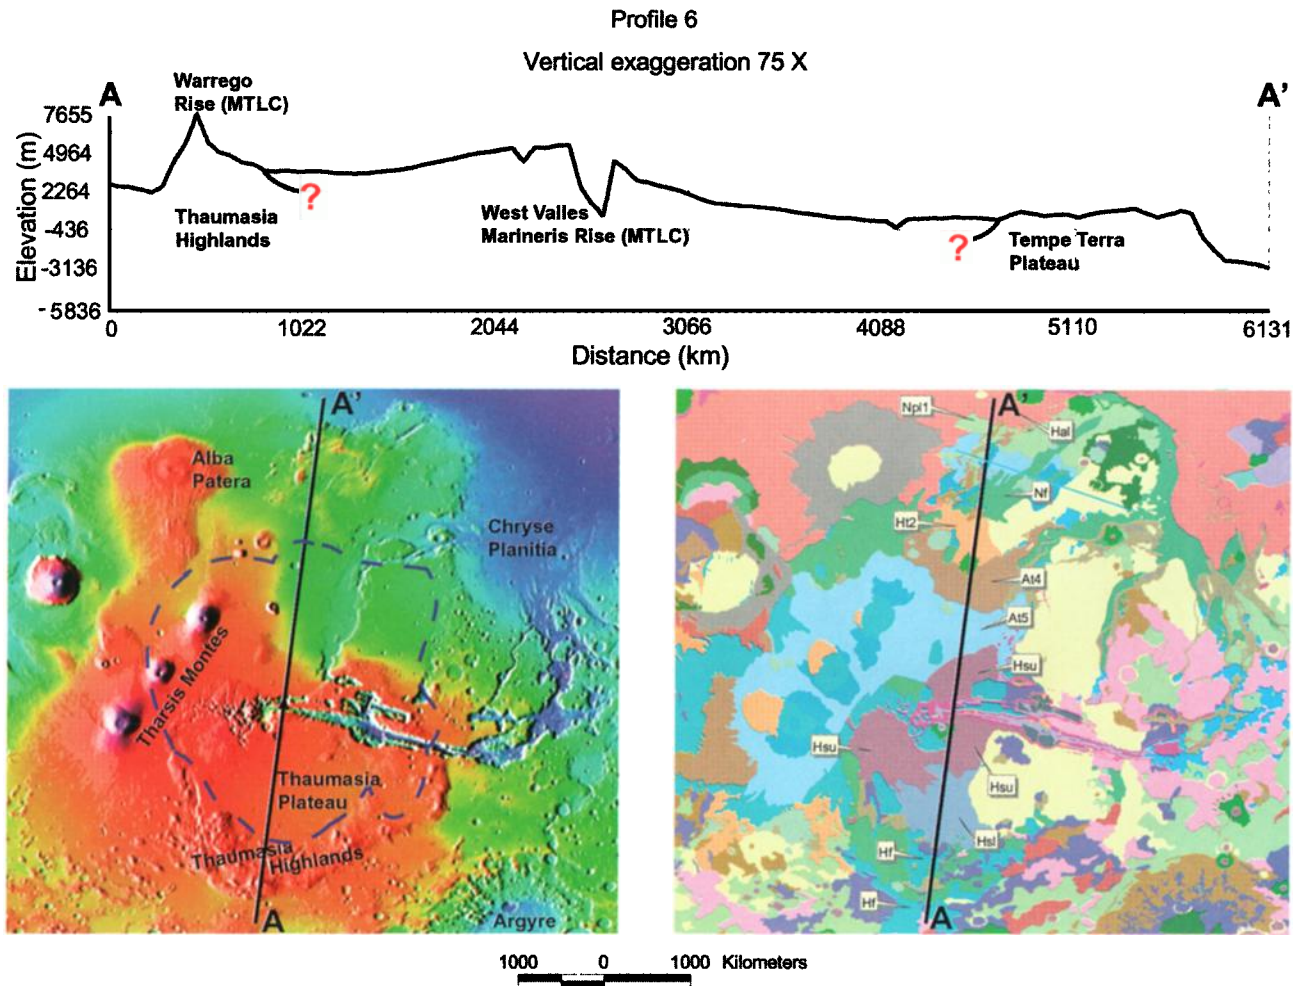 Profile 6
Vertical exaggeration 75 X
A
A'
Warrego
Rise (MTLC)
Elevation (m)
7655
4964
2264
-436
-3136
-5836
?
Thaumasia
Highlands
West Valles
Marineris Rise (MTLC)
?
Tempe Terra
Plateau
0
1022
2044
3066
4088
5110
6131
Distance (km)
A'
Alba
Patera
Chryse
Planitia
Tharsis Montes
Thaumasia
Plateau
Thaumasia
Highlands
A
Argyre
A'
Npl1
Hal
Nf
Ht2
At4
At5
Hsu
Hsu
Hsu
Hsl
Hf
Hf
A
1000 0 1000 Kilometers